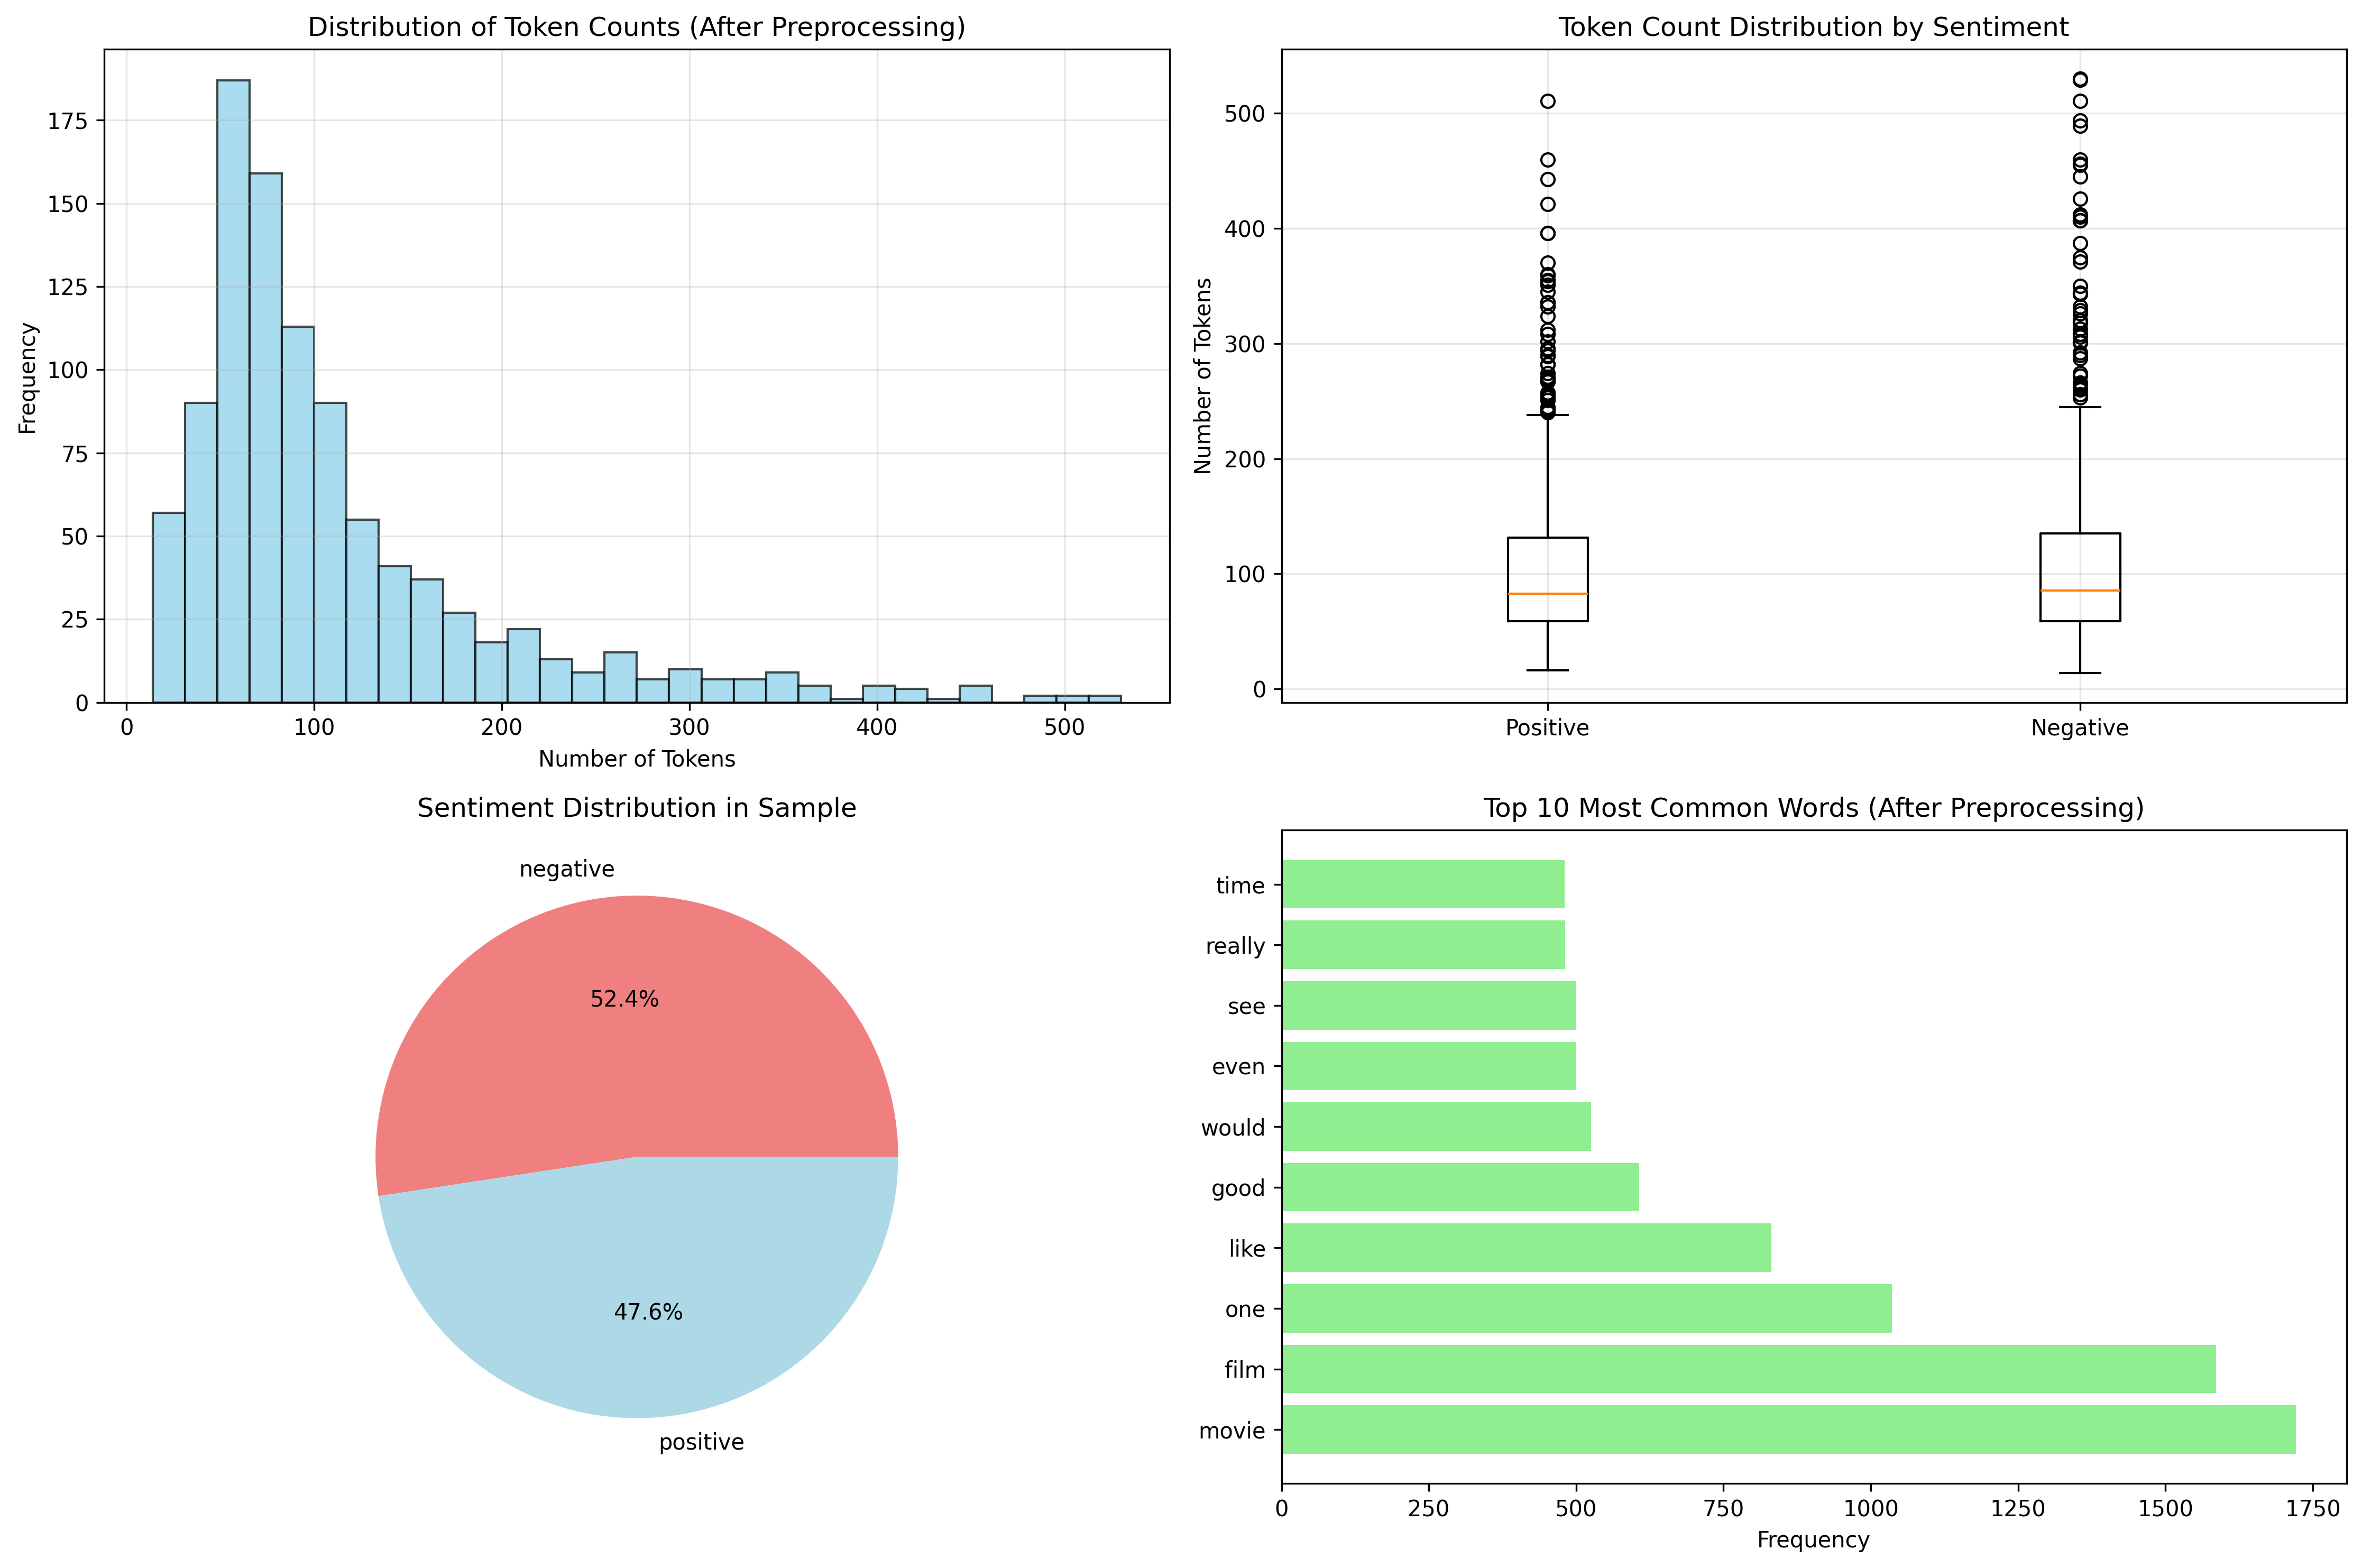 Distribution of Token Counts (After Preprocessing)
Frequency
175
150
125
100
75
50
25
0
0 100 200 300 400 500
Number of Tokens
Token Count Distribution by Sentiment
Number of Tokens
500
400
300
200
100
0
Positive Negative
Sentiment Distribution in Sample
negative
52.4%
47.6%
positive
Top 10 Most Common Words (After Preprocessing)
time
really
see
even
would
good
like
one
film
movie
0 250 500 750 1000 1250 1500 1750
Frequency